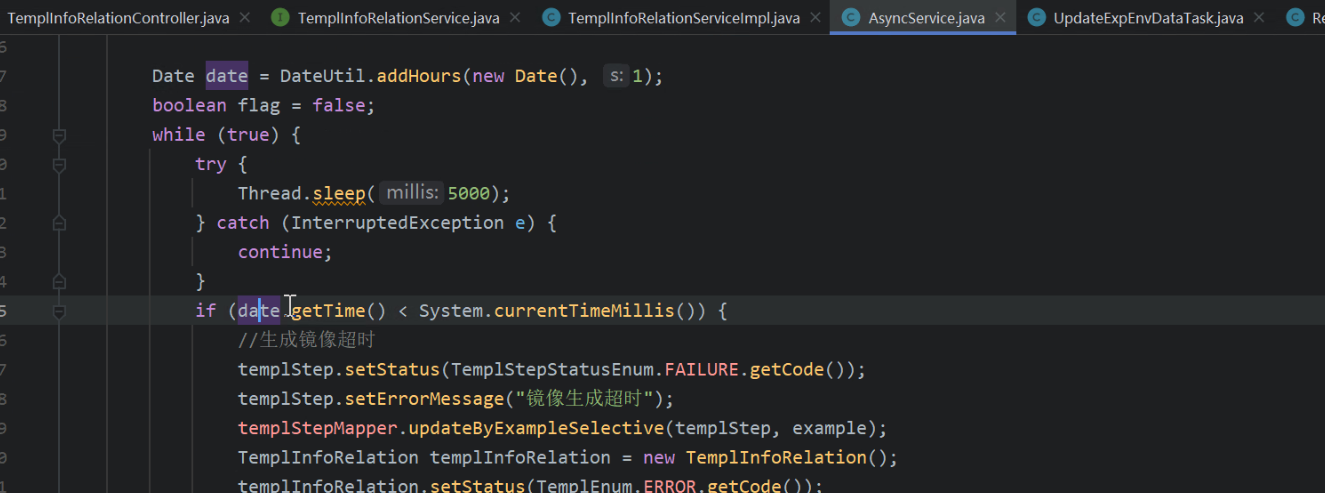 TemplInfoRelationController.java TemplInfoRelationService.java TemplInfoRelationServiceImpl.java AsyncService.java UpdateExpEnvDataTask.java
6
7 Date date = DateUtil.addHours(new Date(), s: 1);
8 boolean flag = false;
9 while (true) {
0 try {
1 Thread.sleep( millis: 5000);
2 } catch (InterruptedException e) {
3 continue;
4 }
5 if (date.getTime() < System.currentTimeMillis()) {
6 //生成镜像超时
7 templStep.setStatus(TemplStepStatusEnum.FAILURE.getCode());
8 templStep.setErrorMessage("镜像生成超时");
9 templStepMapper.updateByExampleSelective(templStep, example);
0 TemplInfoRelation templInfoRelation = new TemplInfoRelation();
1 templInfoRelation.setStatus(TemplEnum.ERROR.getCode());